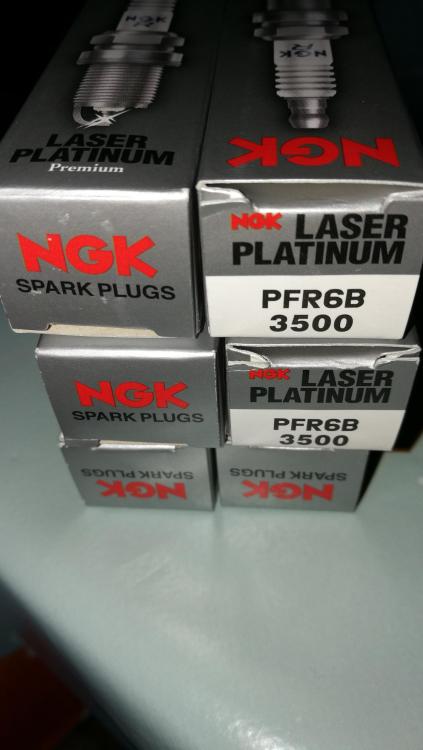 NGK
R
LASER
PLATINUM
Premium
NGK
NGK
SPARK PLUGS
NGK LASER
PLATINUM
PFR6B
3500
NGK
SPARK PLUGS
NGK LASER
PLATINUM
PFR6B
3500
SPARK PLUGS
NGK
SPARK PLUGS
NGK